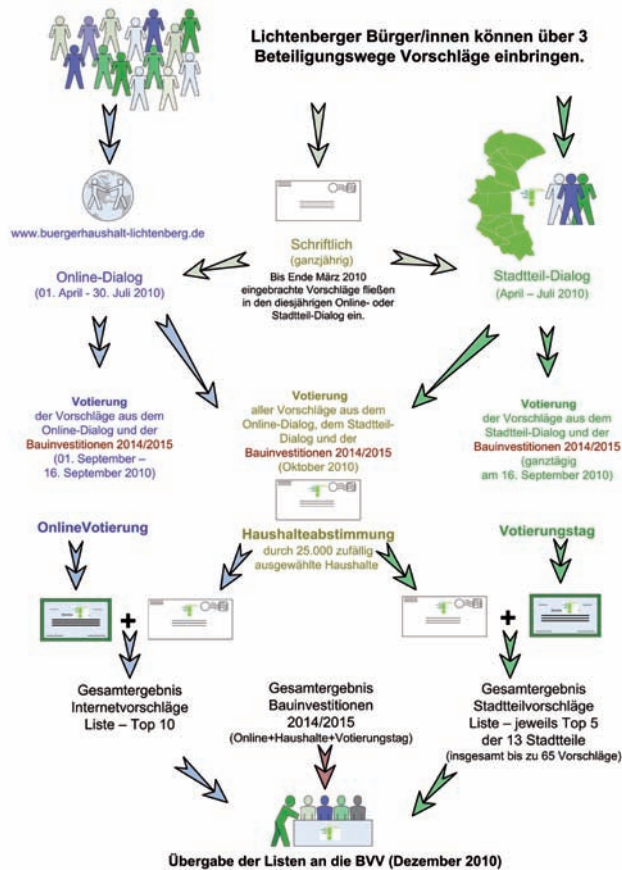 Lichtenberger Bürger/innen können über 3
Beteiligungswege Vorschläge einbringen.
www.buergerhaushalt-lichtenberg.de
Online-Dialog
(01. April - 30. Juli 2010)
Schriftlich
(ganzjährig)
Bis Ende März 2010
eingebrachte Vorschläge fließen
in den diesjährigen Online- oder
Stadtteil-Dialog ein.
Stadtteil-Dialog
(April – Juli 2010)
Votierung
der Vorschläge aus dem
Online-Dialog und der
Bauinvestitionen 2014/2015
(01. September –
16. September 2010)
Votierung
aller Vorschläge aus dem
Online-Dialog, dem Stadtteil-
Dialog und der
Bauinvestitionen 2014/2015
(Oktober 2010)
Votierung
der Vorschläge aus dem
Stadtteil-Dialog und der
Bauinvestitionen 2014/2015
(ganztägig
am 16. September 2010)
OnlineVotierung
Haushalteabstimmung
durch 25.000 zufällig
ausgewählte Haushalte
Votierungstag
+
+
Gesamtergebnis
Internetvorschläge
Liste – Top 10
Gesamtergebnis
Bauinvestitionen
2014/2015
(Online+Haushalte+Votierungstag)
Gesamtergebnis
Stadtteilvorschläge
Liste – jeweils Top 5
der 13 Stadtteile
(insgesamt bis zu 65 Vorschläge)
Übergabe der Listen an die BVV (Dezember 2010)